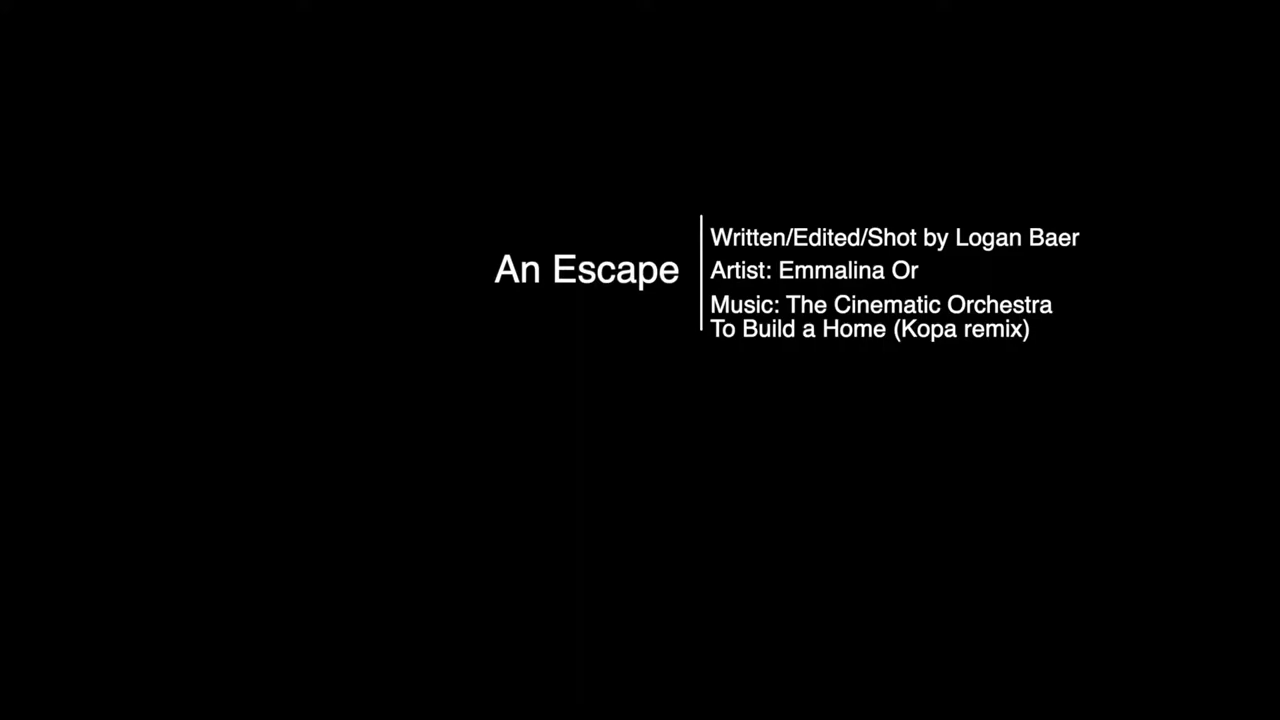 An Escape
Written/Edited/Shot by Logan Baer
Artist: Emmalina Or
Music: The Cinematic Orchestra
To Build a Home (Kopa remix)